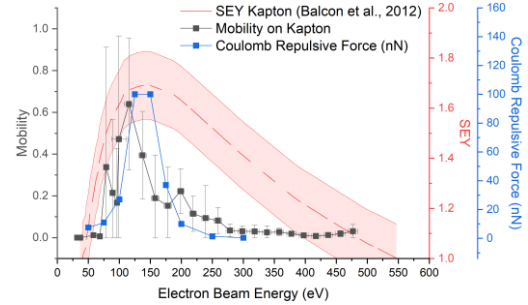 SEY Kapton (Balcon et al., 2012)
Mobility on Kapton
Coulomb Repulsive Force (nN)
Mobility
1.0
0.8
0.6
0.4
0.2
0.0
2.0
1.8
1.6
1.4
1.2
1.0
SEY
160
140
120
100
80
60
40
20
0
Coulomb Repulsive Force (nN)
0 50 100 150 200 250 300 350 400 450 500 550 600
Electron Beam Energy (eV)